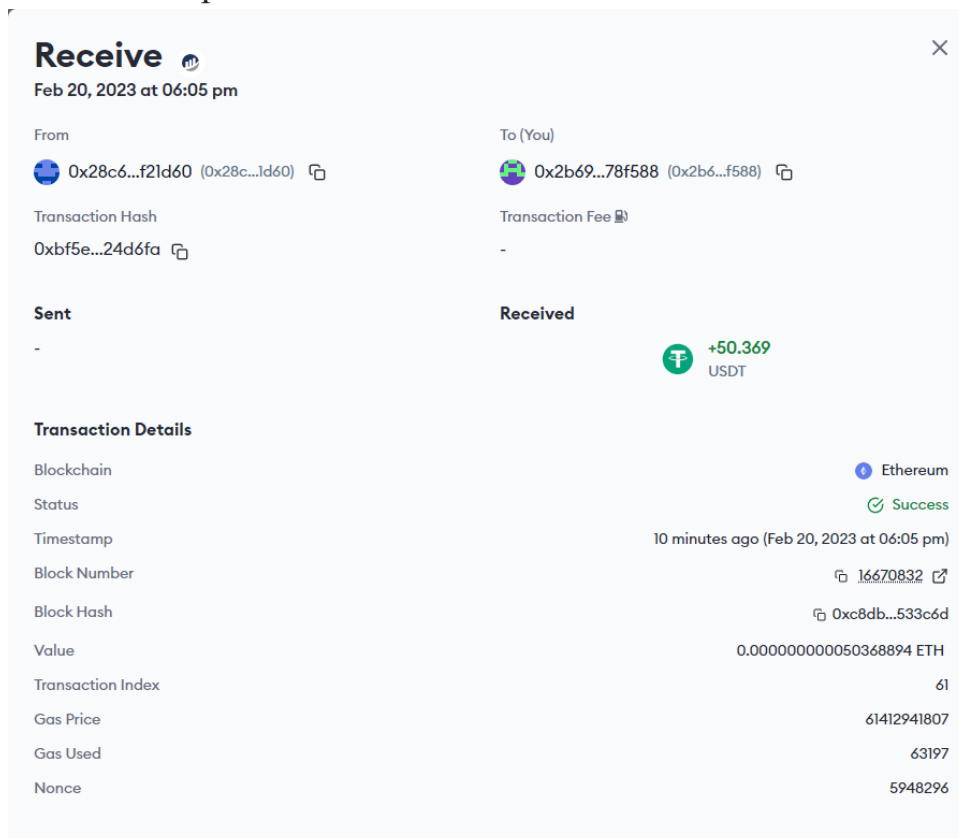 Receive
Feb 20, 2023 at 06:05 pm
From
To (You)
0x28c6...f21d60 (0x28c...1d60)
0x2b69...78f588 (0x2b6...f588)
Transaction Hash
Transaction Fee
0xbf5e...24d6fa
-
Sent
Received
-
+50.369
USDT
Transaction Details
Blockchain Ethereum
Status Success
Timestamp 10 minutes ago (Feb 20, 2023 at 06:05 pm)
Block Number 16670832
Block Hash 0xc8db...533c6d
Value 0.000000000050368894 ETH
Transaction Index 61
Gas Price 61412941807
Gas Used 63197
Nonce 5948296